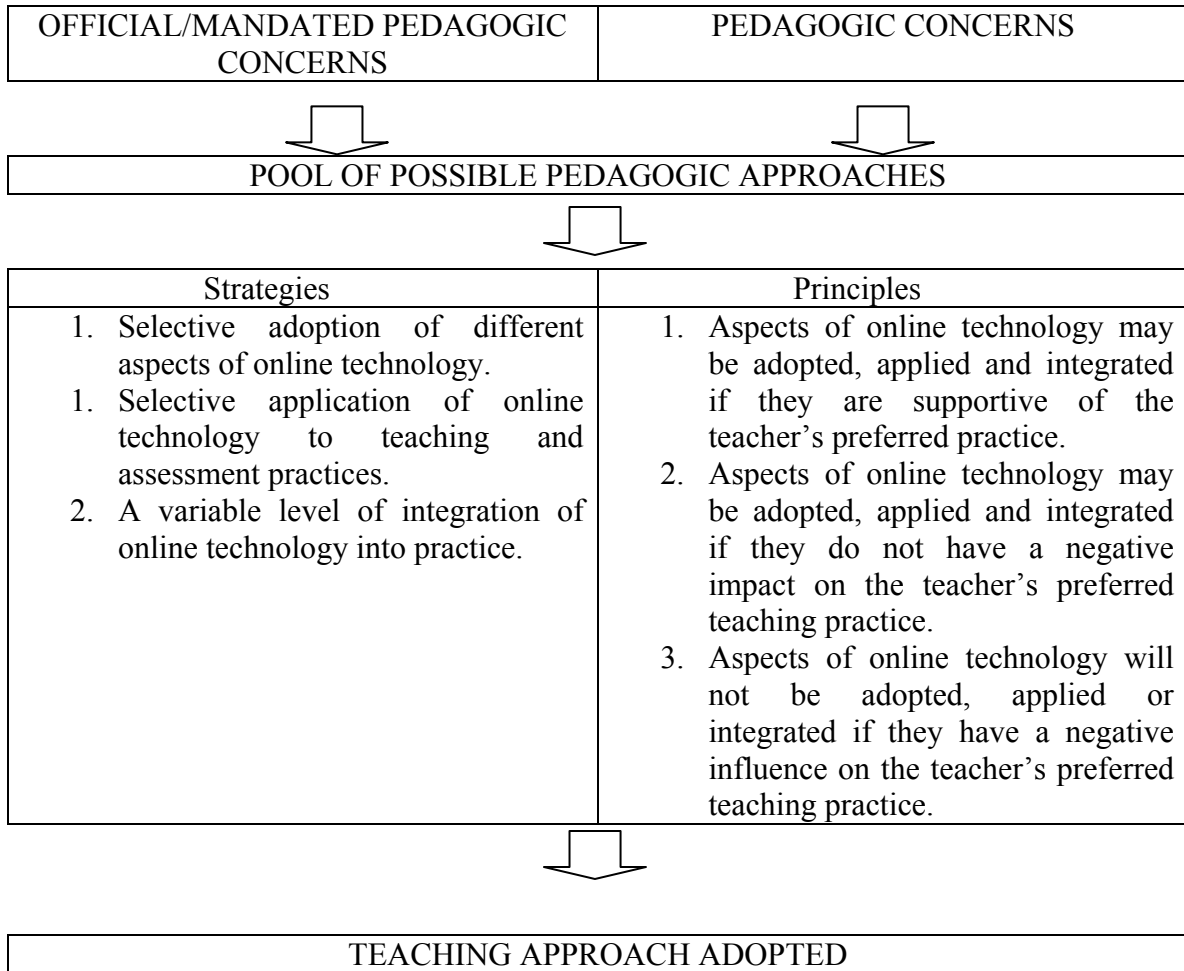 OFFICIAL/MANDATED PEDAGOGIC
CONCERNS
PEDAGOGIC CONCERNS
POOL OF POSSIBLE PEDAGOGIC APPROACHES
Strategies
1. Selective adoption of different
aspects of online technology.
1. Selective application of online
technology to teaching and
assessment practices.
2. A variable level of integration of
online technology into practice.
Principles
1. Aspects of online technology may
be adopted, applied and integrated
if they are supportive of the
teacher’s preferred practice.
2. Aspects of online technology may
be adopted, applied and integrated
if they do not have a negative
impact on the teacher’s preferred
teaching practice.
3. Aspects of online technology will
not be adopted, applied or
integrated if they have a negative
influence on the teacher’s preferred
teaching practice.
TEACHING APPROACH ADOPTED